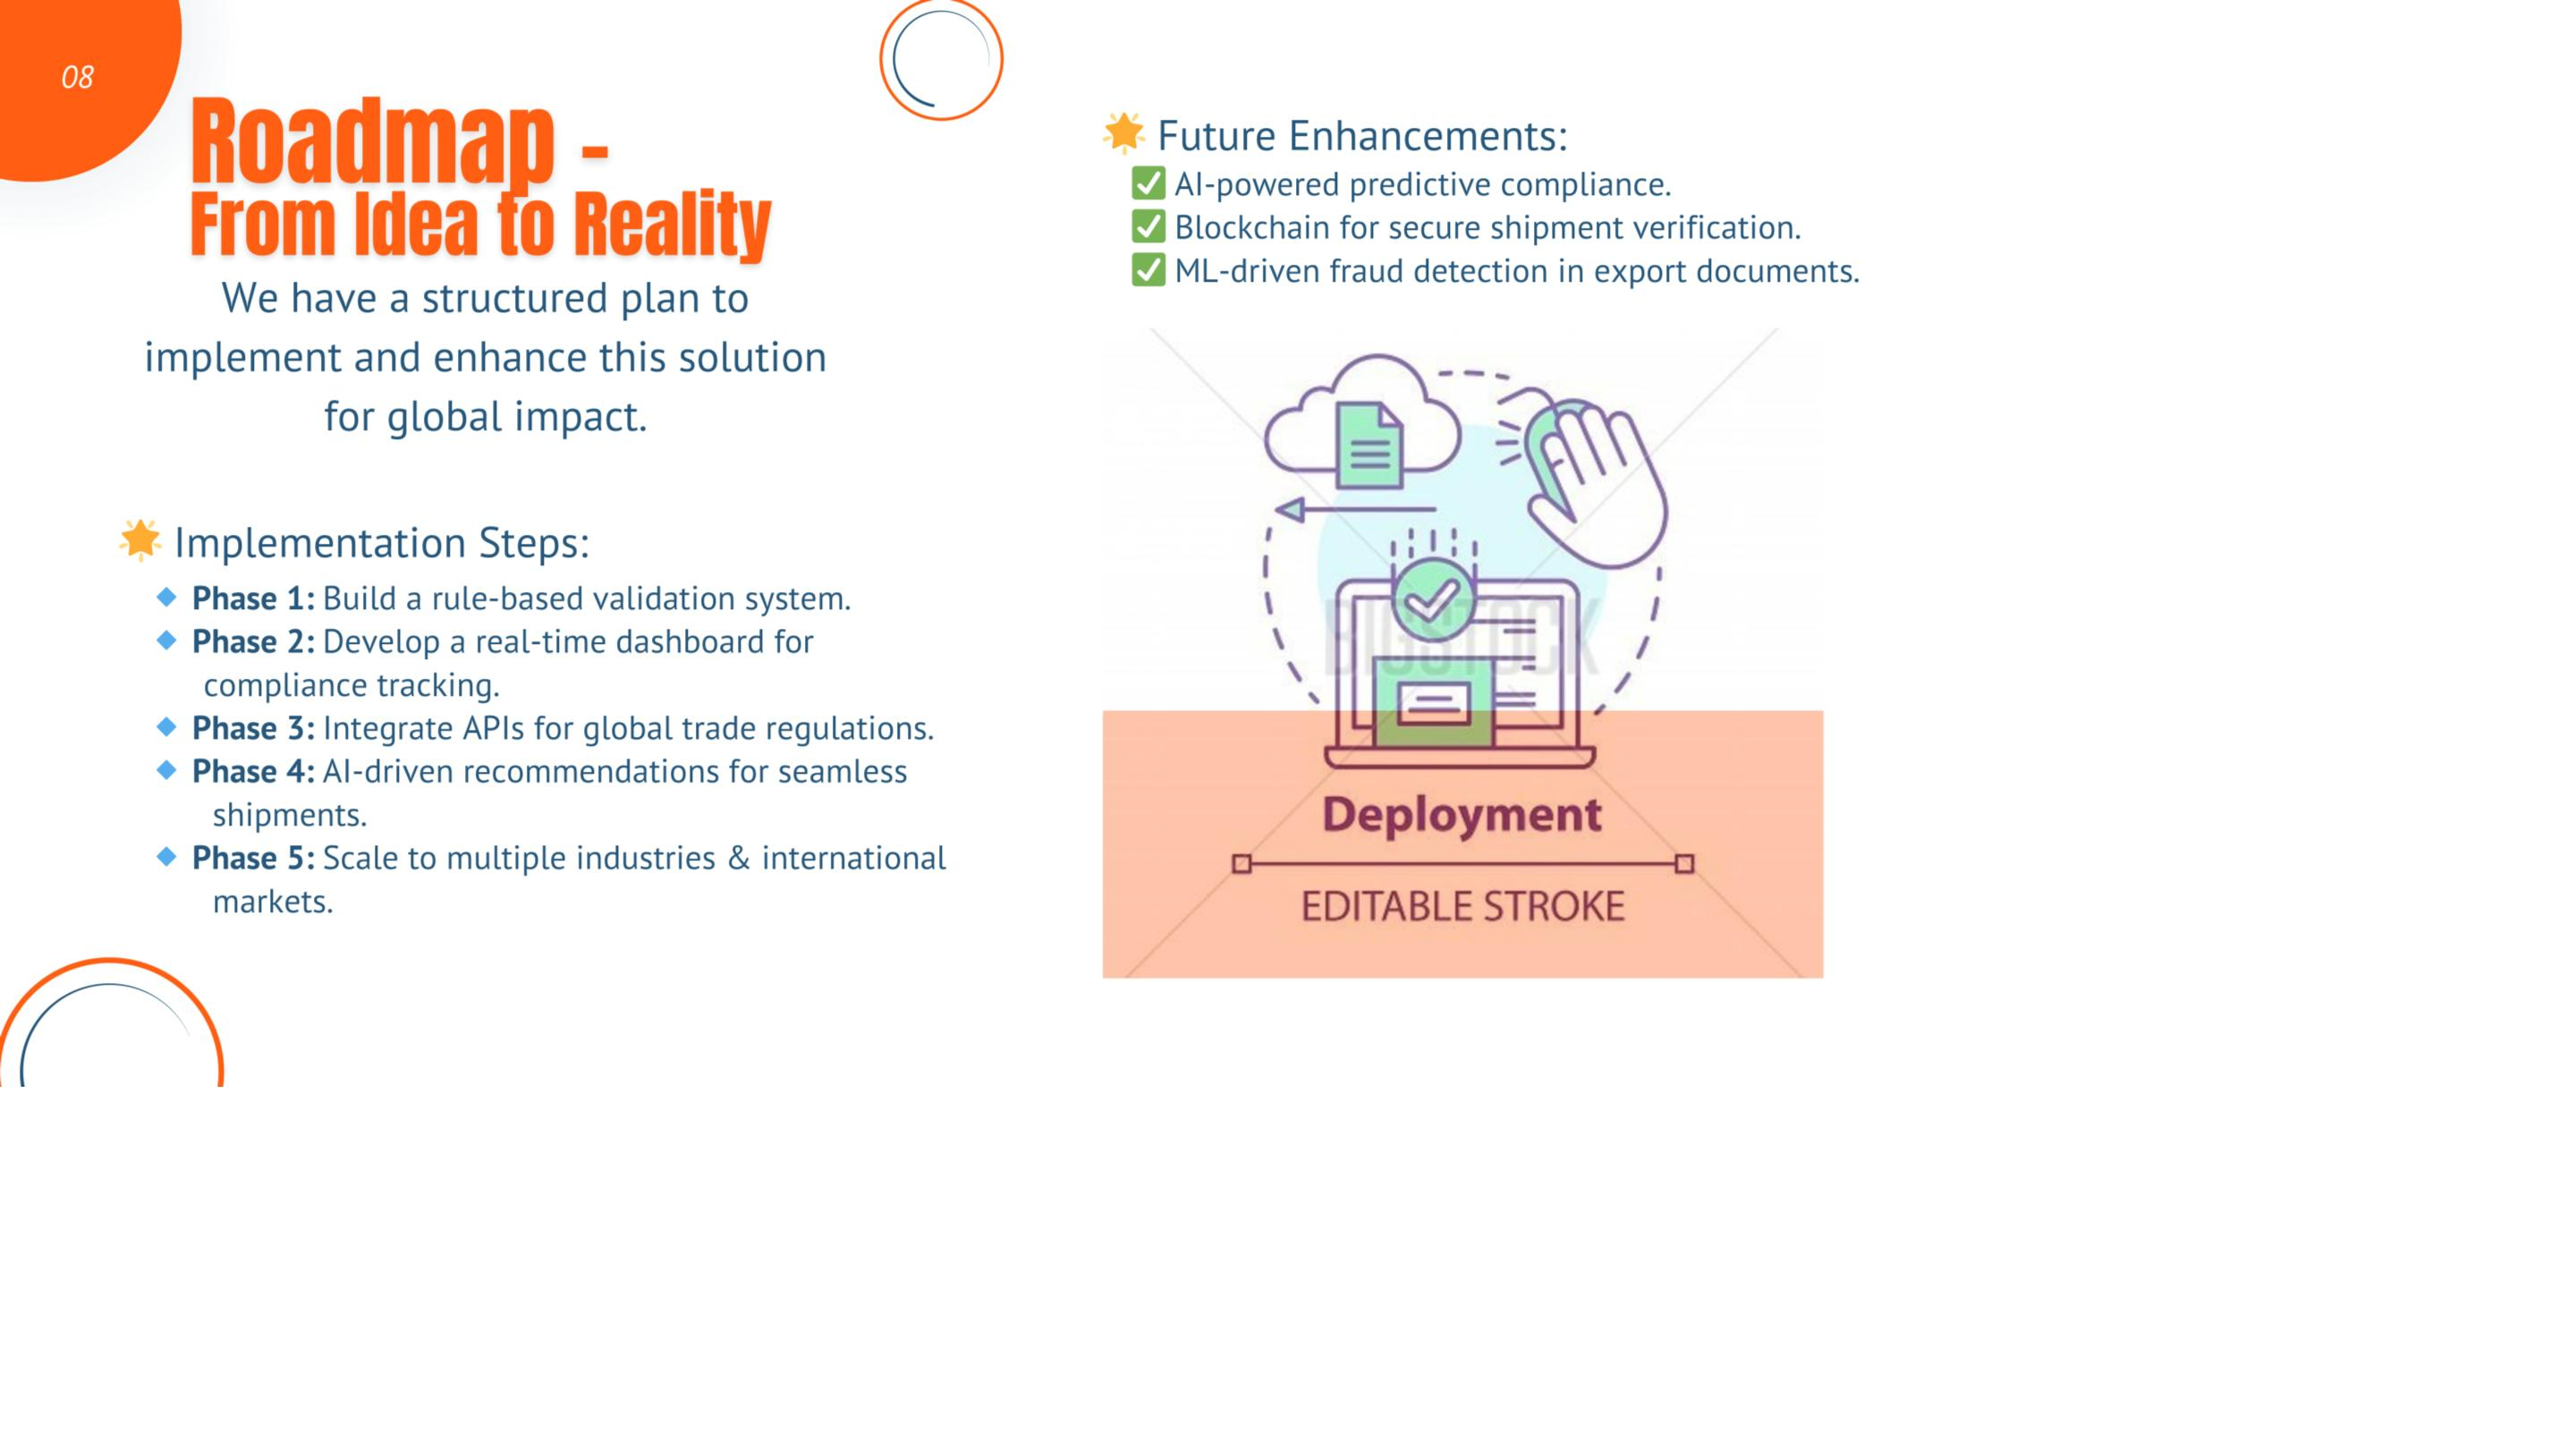 08
Roadmap -
From Idea to Reality
We have a structured plan to
implement and enhance this solution
for global impact.
🌟 Implementation Steps:
🔹 Phase 1: Build a rule-based validation system.
🔹 Phase 2: Develop a real-time dashboard for
compliance tracking.
🔹 Phase 3: Integrate APIs for global trade regulations.
🔹 Phase 4: AI-driven recommendations for seamless
shipments.
🔹 Phase 5: Scale to multiple industries & international
markets.
🌟 Future Enhancements:
✅ AI-powered predictive compliance.
✅ Blockchain for secure shipment verification.
✅ ML-driven fraud detection in export documents.
BIGSTOCK
Deployment
EDITABLE STROKE